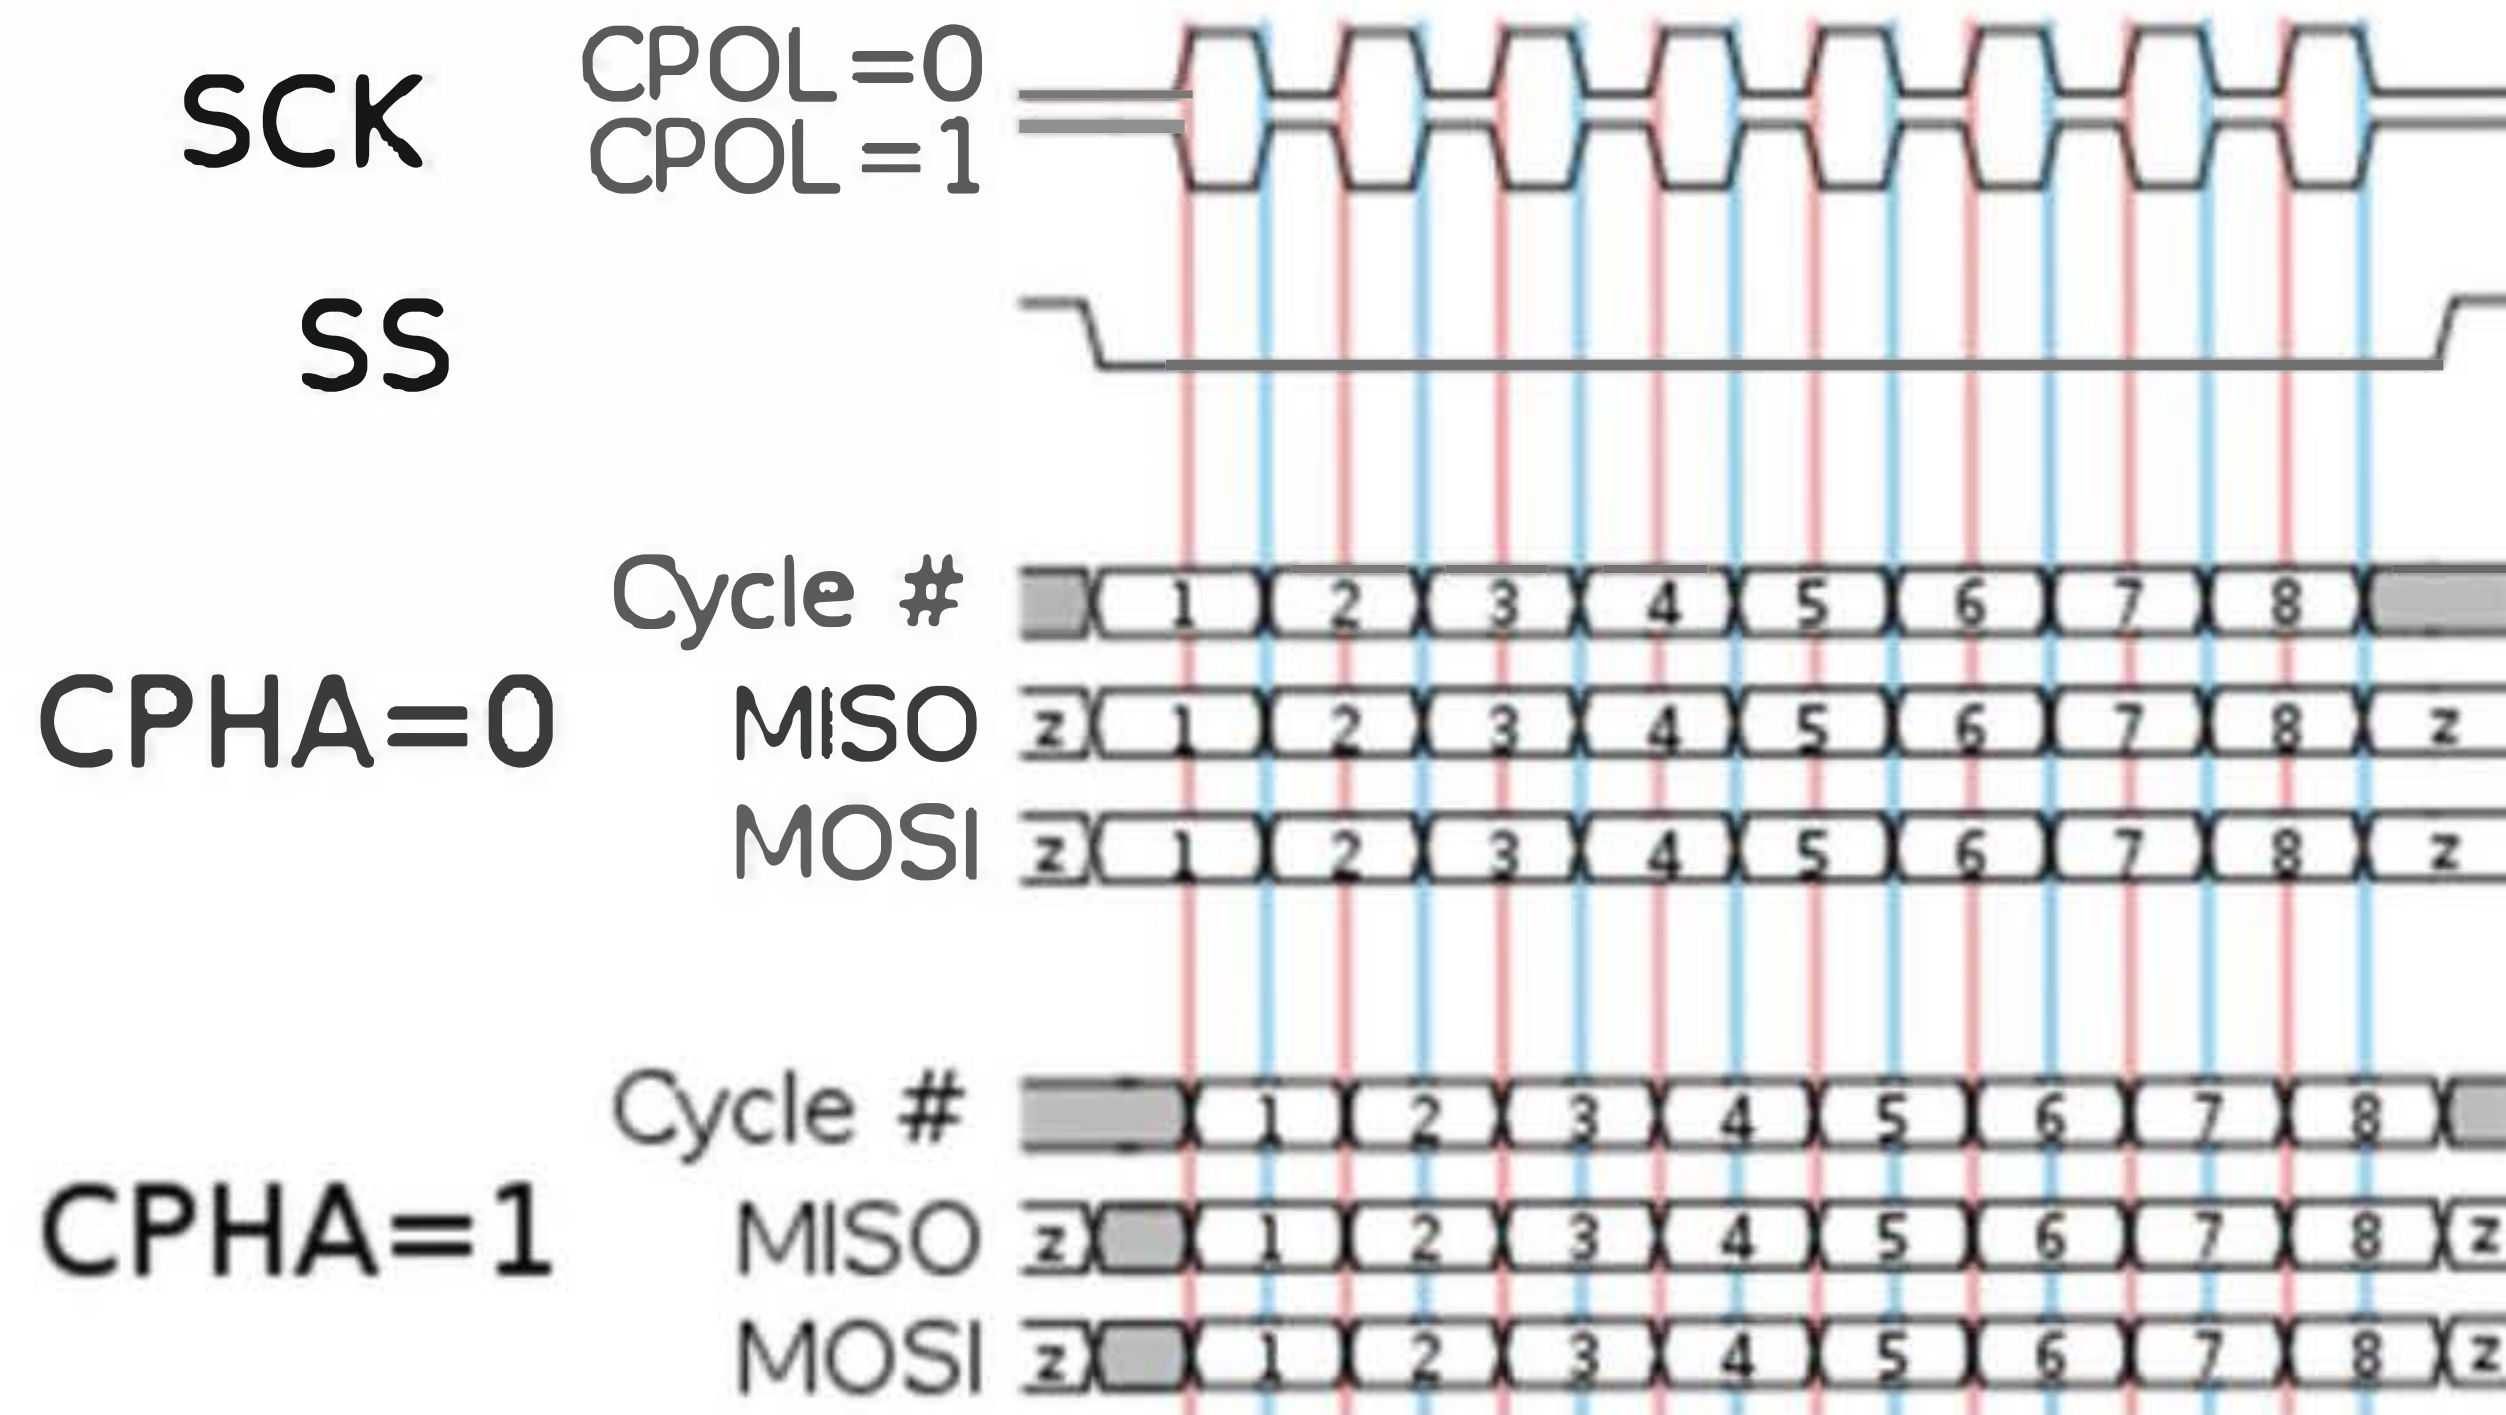 SCK CPOL=0
CPOL=1
SS
Cycle # 1 2 3 4 5 6 7 8
CPHA=0 MISO z 1 2 3 4 5 6 7 8 z
MOSI z 1 2 3 4 5 6 7 8 z
Cycle # 1 2 3 4 5 6 7 8
CPHA=1 MISO z 1 2 3 4 5 6 7 8 z
MOSI z 1 2 3 4 5 6 7 8 z